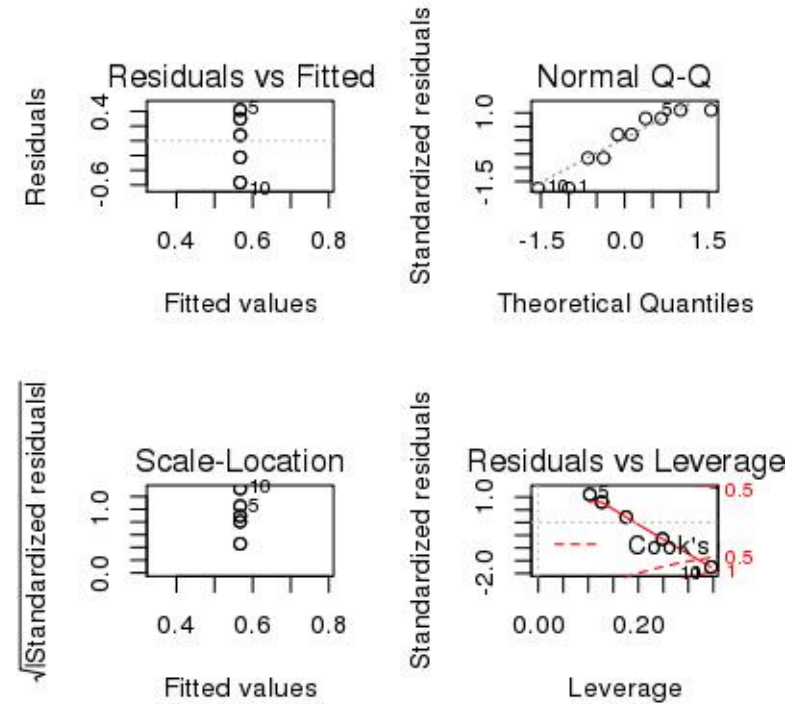 Residuals vs Fitted
Residuals
0.4
-0.6
5
10
0.4 0.6 0.8
Fitted values
Normal Q-Q
Standardized residuals
1.0
-1.5
5
10 1
-1.5 0.0 1.5
Theoretical Quantiles
Scale-Location
√|Standardized residuals|
1.0
0.0
10
5
0.4 0.6 0.8
Fitted values
Residuals vs Leverage
Standardized residuals
1.0
-2.0
5
0.5
Cook's
0.5
1
0.00 0.20
Leverage